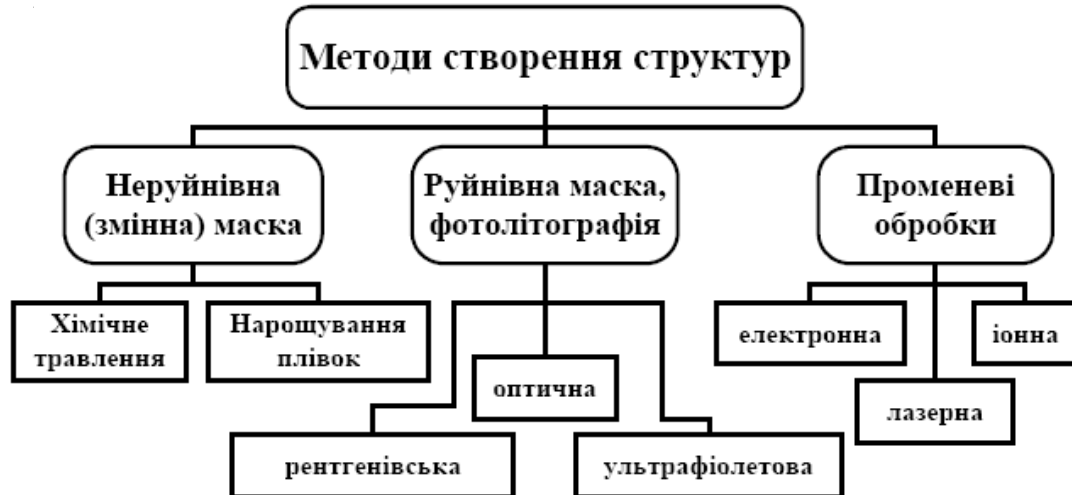 Методи створення структур
Неруйнівна
(змінна) маска
Руйнівна маска,
фотолітографія
Променеві
обробки
Хімічне
травлення
Нарощування
плівок
рентгенівська
оптична
ультрафіолетова
електронна
лазерна
іонна